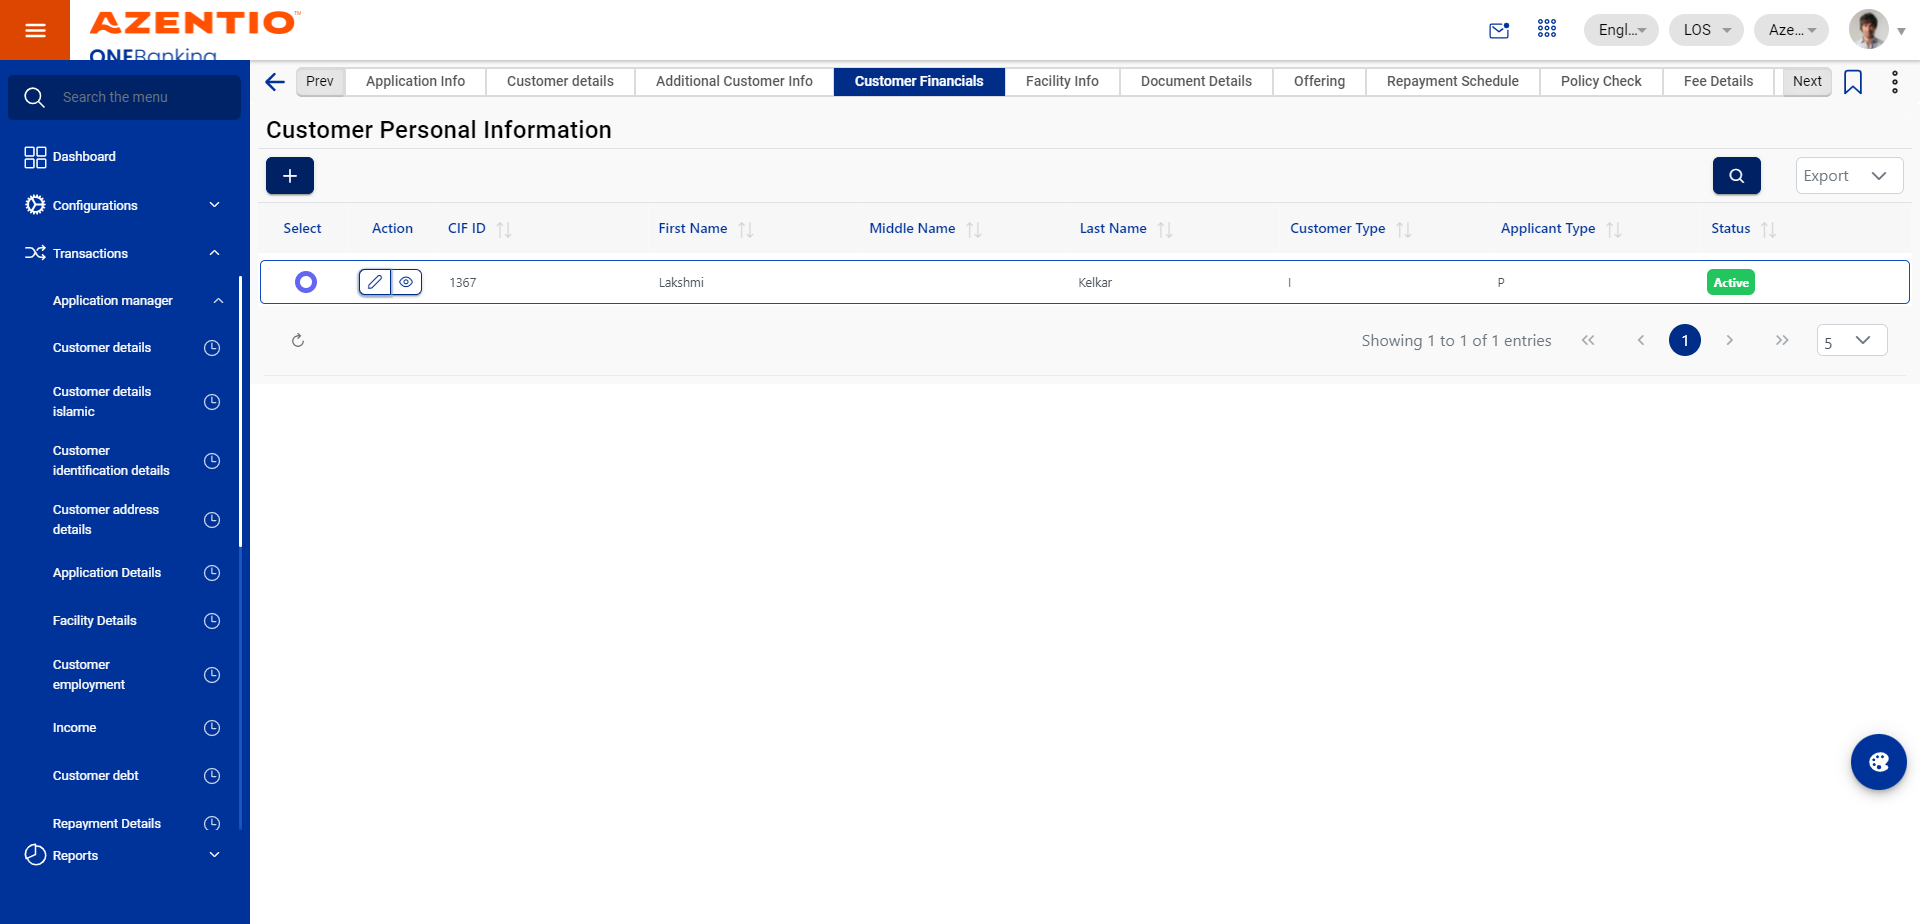 AZENTIO™
ONEBanking
Engl...
LOS
Aze...
Search the menu
Dashboard
Configurations
Transactions
Application manager
Customer details
Customer details
islamic
Customer
identification details
Customer address
details
Application Details
Facility Details
Customer
employment
Income
Customer debt
Repayment Details
Reports
Prev
Application Info
Customer details
Additional Customer Info
Customer Financials
Facility Info
Document Details
Offering
Repayment Schedule
Policy Check
Fee Details
Next
Customer Personal Information
Export
Select Action CIF ID First Name Middle Name Last Name Customer Type Applicant Type Status
1367 Lakshmi Kelkar I P Active
Showing 1 to 1 of 1 entries
1
5